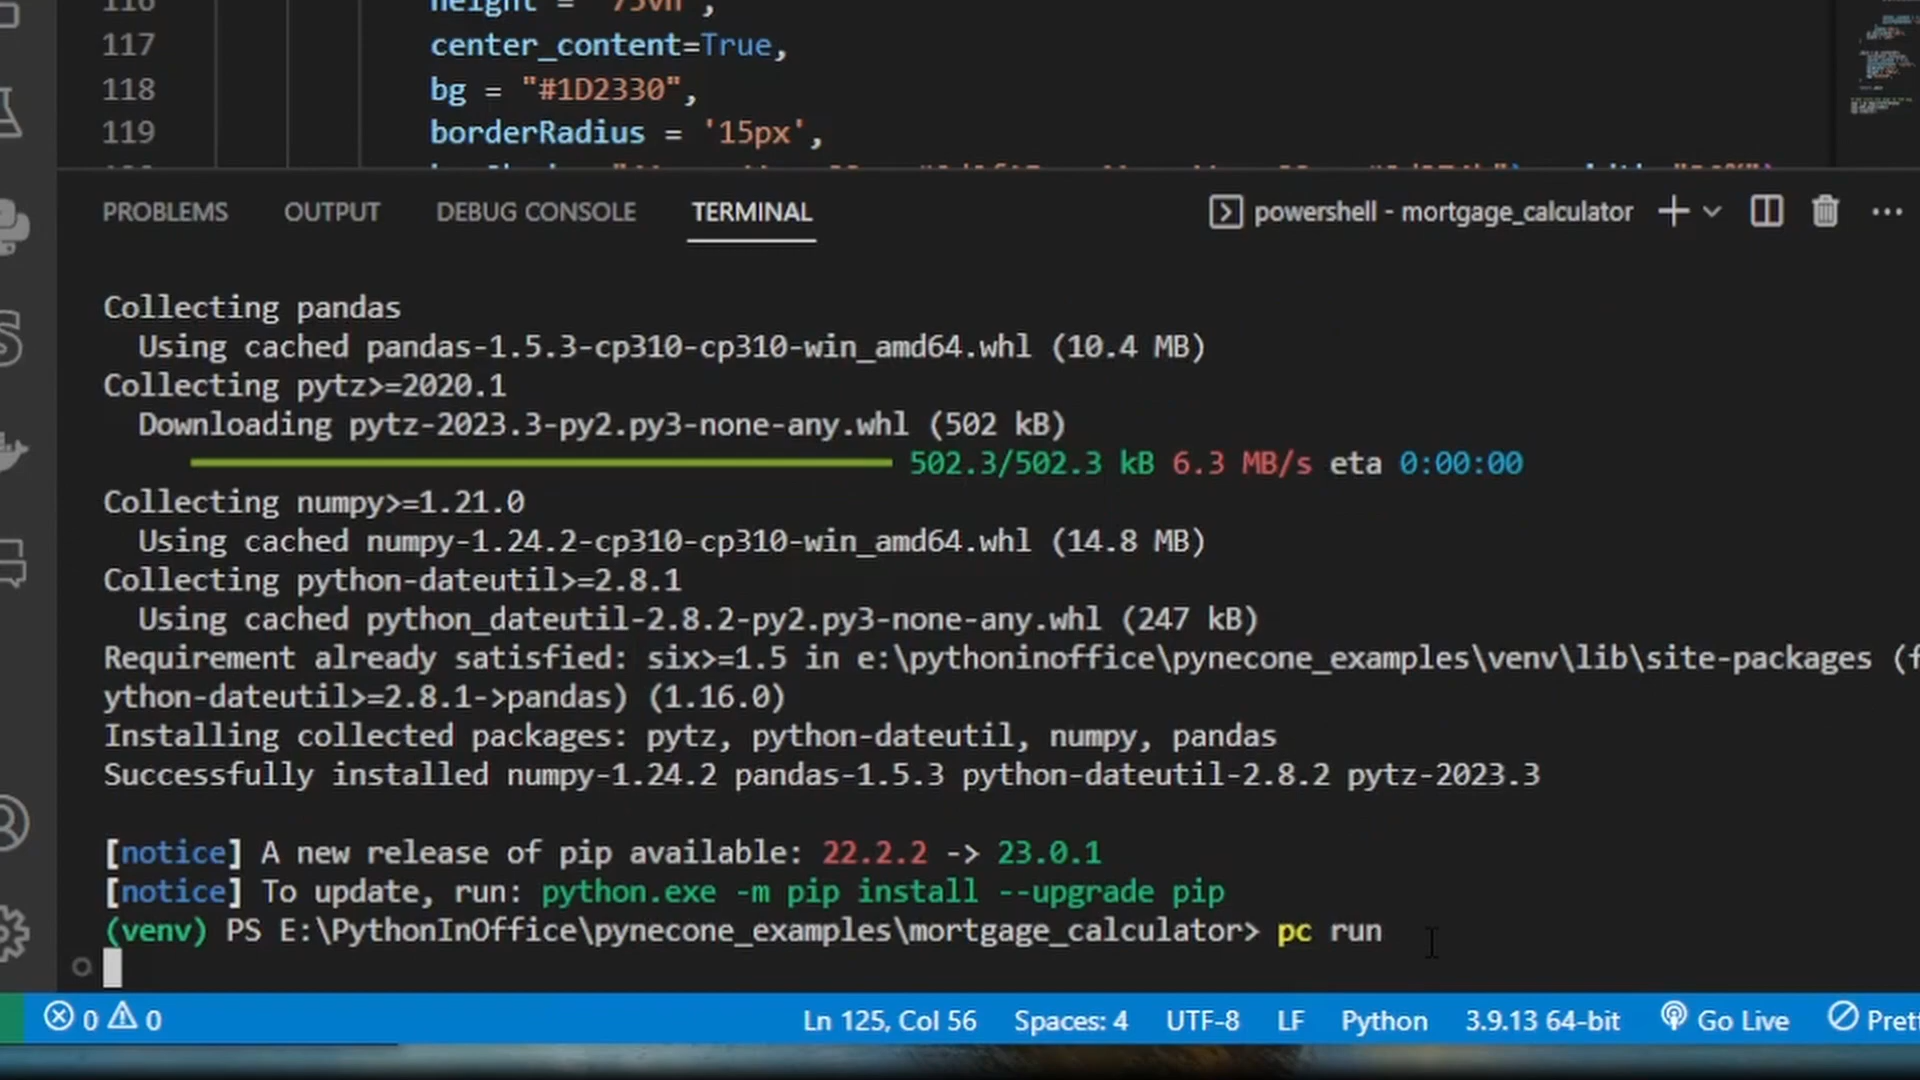 116 height = "75vh",
117 center_content=True,
118 bg = "#1D2330",
119 borderRadius = '15px',
PROBLEMS OUTPUT DEBUG CONSOLE TERMINAL powershell - mortgage_calculator
Collecting pandas
Using cached pandas-1.5.3-cp310-cp310-win_amd64.whl (10.4 MB)
Collecting pytz>=2020.1
Downloading pytz-2023.3-py2.py3-none-any.whl (502 kB)
502.3/502.3 kB 6.3 MB/s eta 0:00:00
Collecting numpy>=1.21.0
Using cached numpy-1.24.2-cp310-cp310-win_amd64.whl (14.8 MB)
Collecting python-dateutil>=2.8.1
Using cached python_dateutil-2.8.2-py2.py3-none-any.whl (247 kB)
Requirement already satisfied: six>=1.5 in e:\pythoninoffice\pynecone_examples\venv\lib\site-packages (f
ython-dateutil>=2.8.1->pandas) (1.16.0)
Installing collected packages: pytz, python-dateutil, numpy, pandas
Successfully installed numpy-1.24.2 pandas-1.5.3 python-dateutil-2.8.2 pytz-2023.3
[notice] A new release of pip available: 22.2.2 -> 23.0.1
[notice] To update, run: python.exe -m pip install --upgrade pip
(venv) PS E:\PythonInOffice\pynecone_examples\mortgage_calculator> pc run
0 0 Ln 125, Col 56 Spaces: 4 UTF-8 LF Python 3.9.13 64-bit Go Live Prett